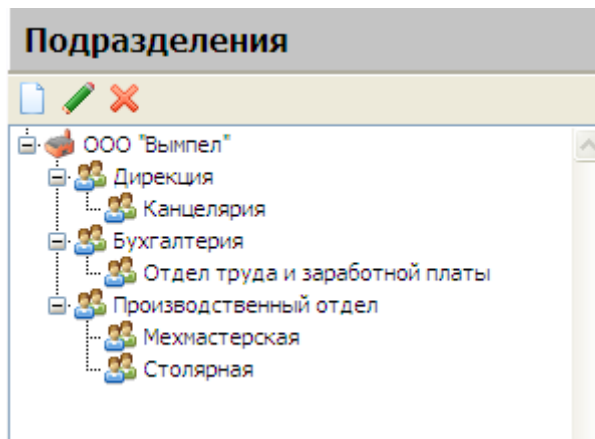 Подразделения
ООО "Вымпел"
Дирекция
Канцелярия
Бухгалтерия
Отдел труда и заработной платы
Производственный отдел
Мехмастерская
Столярная